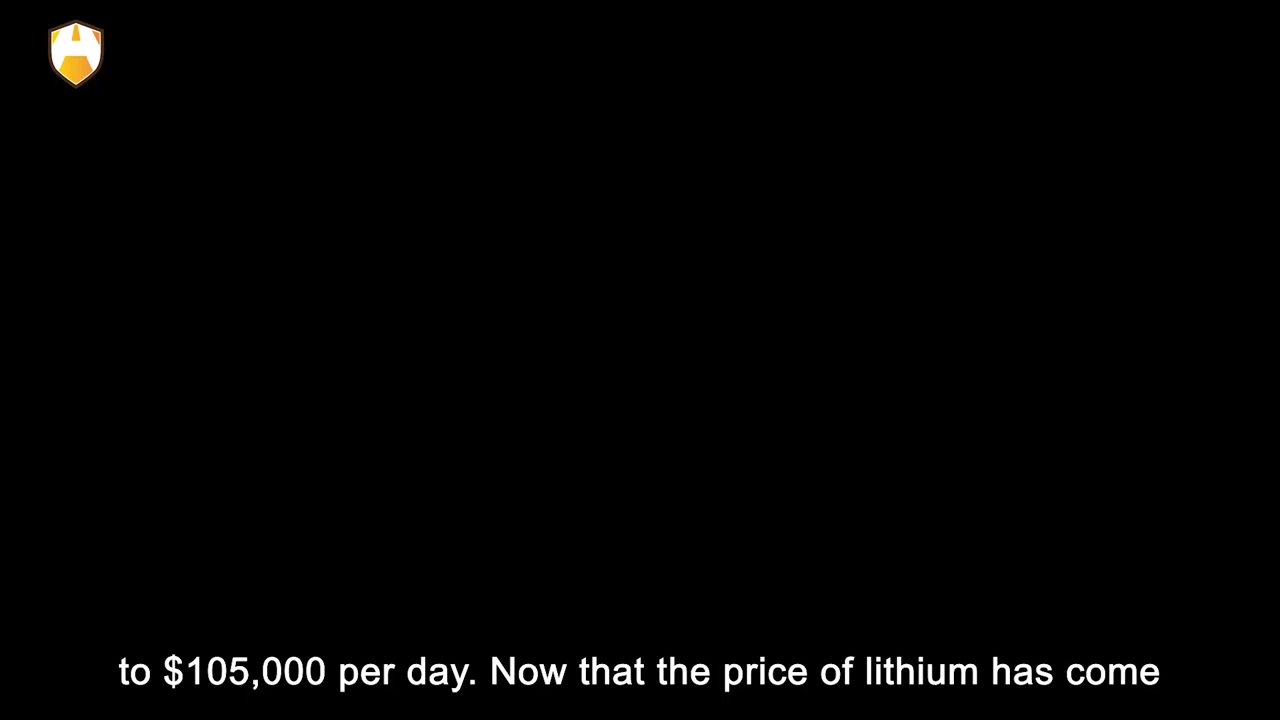 to $105,000 per day. Now that the price of lithium has come